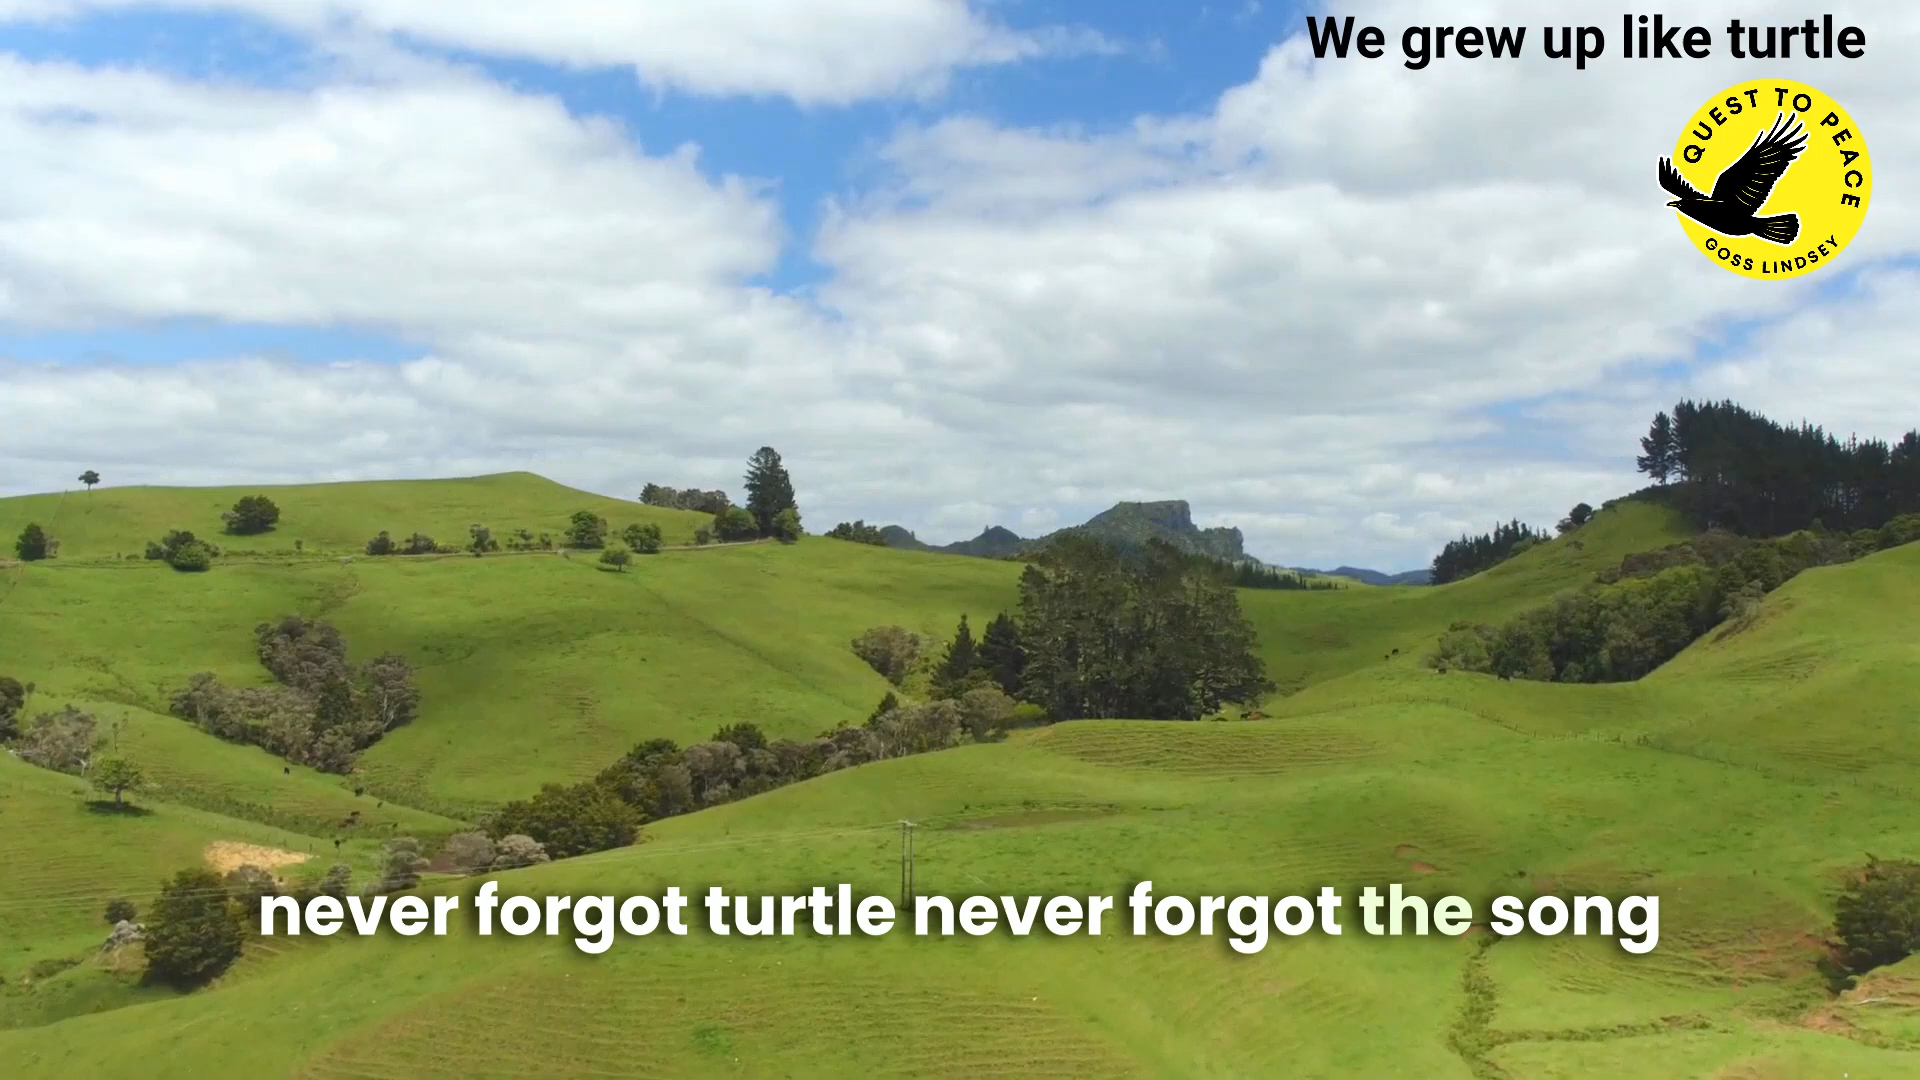 We grew up like turtle
QUEST TO PEACE
GOSS LINDSEY
never forgot turtle never forgot the song